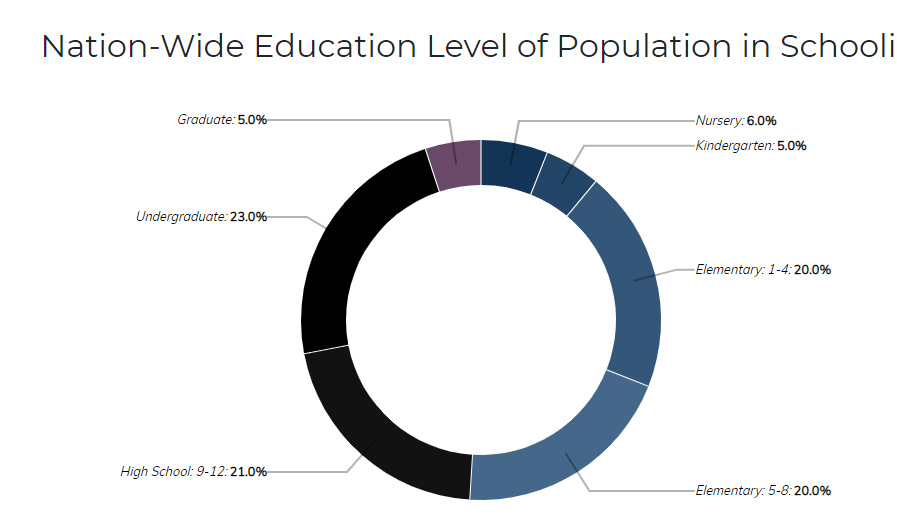 Nation-Wide Education Level of Population in Schooli
Graduate: 5.0%
Nursery: 6.0%
Kindergarten: 5.0%
Undergraduate: 23.0%
Elementary: 1-4: 20.0%
High School: 9-12: 21.0%
Elementary: 5-8: 20.0%